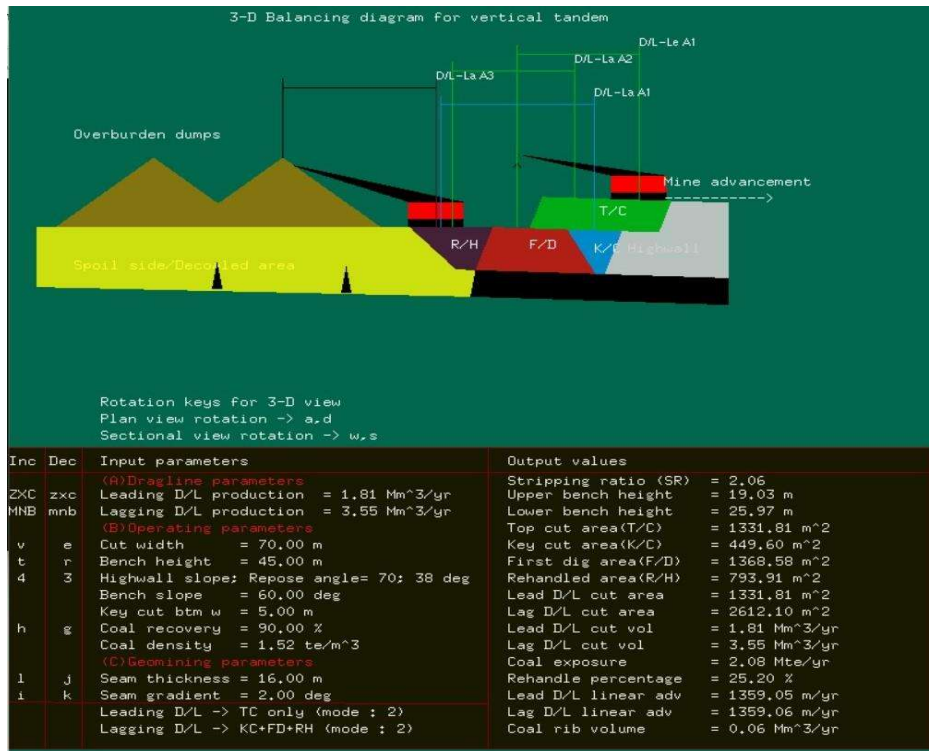 3-D Balancing diagram for vertical tandem
D/L-Le A1
D/L-La A2
D/L-La A3
D/L-La A1
Overburden dumps
Mine advancement
T/C
R/H F/D K/C Highwall
Spoil side/Decoaled area
Rotation keys for 3-D view
Plan view rotation -> a,d
Sectional view rotation -> w,s
Inc Dec Input parameters Output values
(A)Dragline parameters Stripping ratio (SR) = 2.06
ZXC zxc Leading D/L production = 1.81 Mm^3/yr Upper bench height = 19.03 m
MNB mnb Lagging D/L production = 3.55 Mm^3/yr Lower bench height = 25.97 m
(B)Operating parameters Top cut area(T/C) = 1331.81 m^2
v e Cut width = 70.00 m Key cut area(K/C) = 449.60 m^2
t r Bench height = 45.00 m First dig area(F/D) = 1368.58 m^2
4 3 Highwall slope; Repose angle= 70; 38 deg Rehandled area(R/H) = 793.91 m^2
Bench slope = 60.00 deg Lead D/L cut area = 1331.81 m^2
Key cut btm w = 5.00 m Lag D/L cut area = 2612.10 m^2
h g Coal recovery = 90.00 % Lead D/L cut vol = 1.81 Mm^3/yr
Coal density = 1.52 te/m^3 Lag D/L cut vol = 3.55 Mm^3/yr
(C)Geomining parameters Coal exposure = 2.08 Mte/yr
l j Seam thickness = 16.00 m Rehandle percentage = 25.20 %
i k Seam gradient = 2.00 deg Lead D/L linear adv = 1359.05 m/yr
Leading D/L -> TC only (mode : 2) Lag D/L linear adv = 1359.06 m/yr
Lagging D/L -> KC+FD+RH (mode : 2) Coal rib volume = 0.06 Mm^3/yr